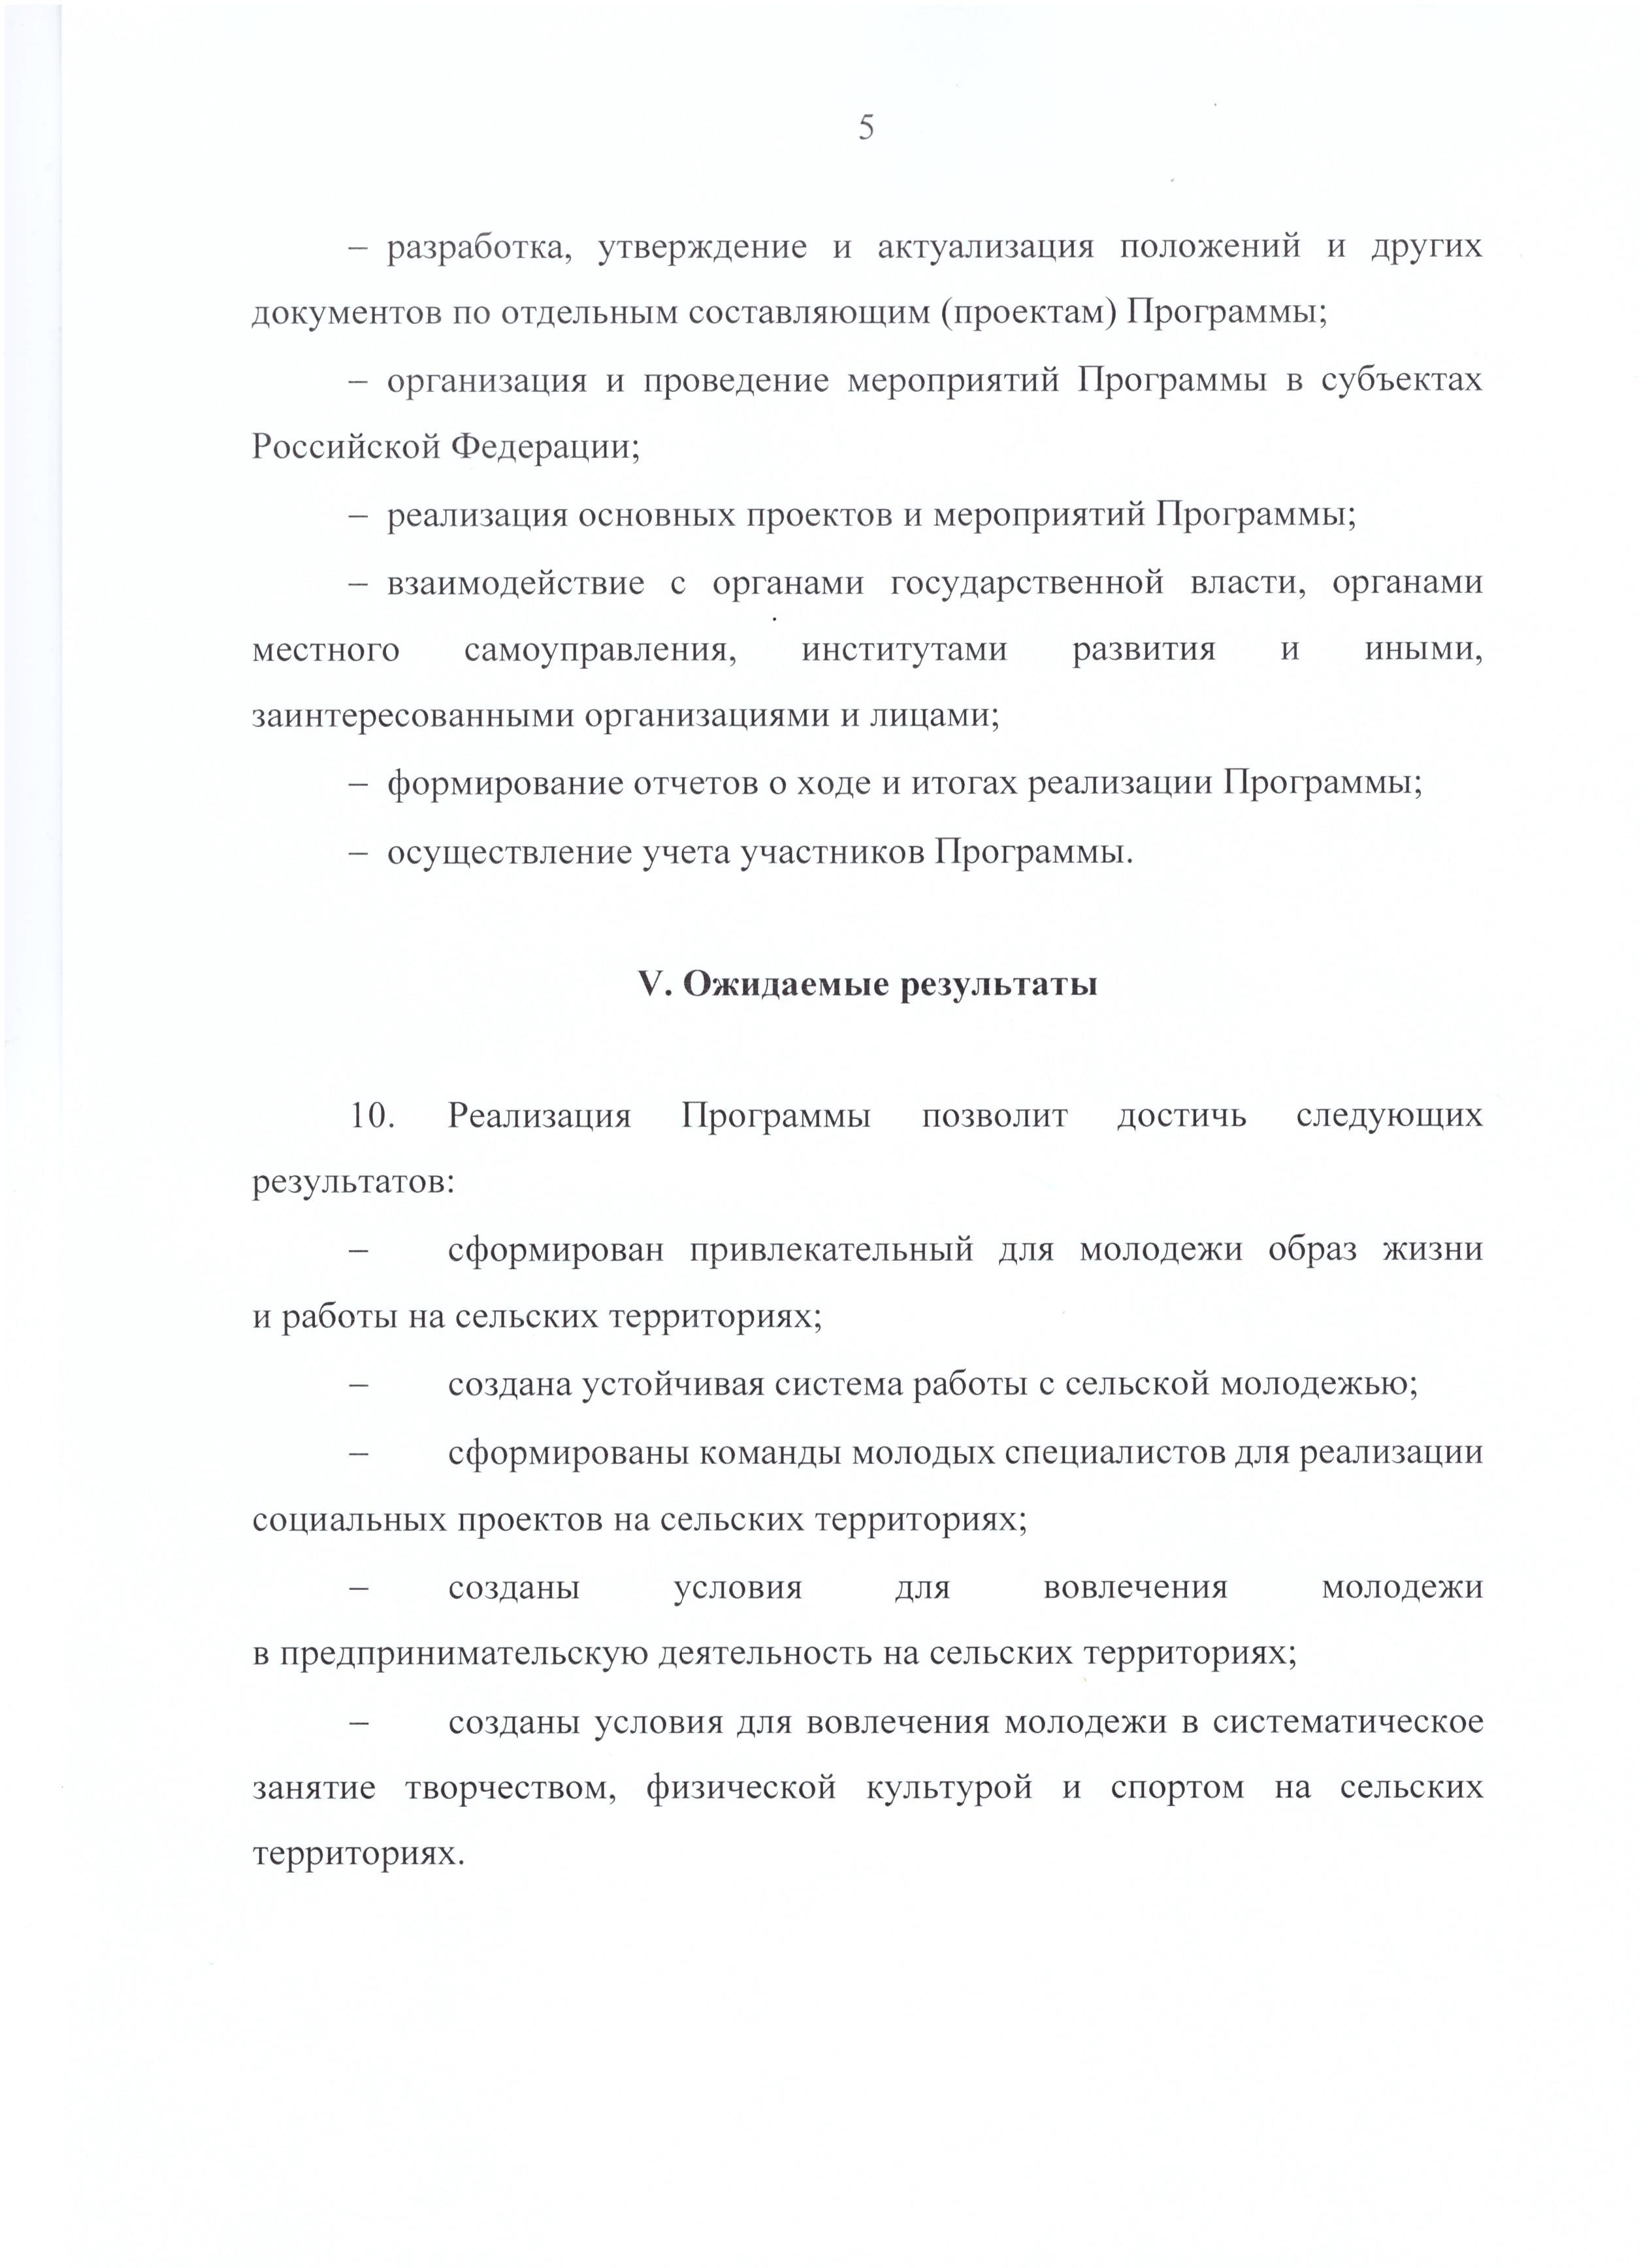 5
– разработка, утверждение и актуализация положений и других
документов по отдельным составляющим (проектам) Программы;
– организация и проведение мероприятий Программы в субъектах
Российской Федерации;
– реализация основных проектов и мероприятий Программы;
– взаимодействие с органами государственной власти, органами
местного самоуправления, институтами развития и иными,
заинтересованными организациями и лицами;
– формирование отчетов о ходе и итогах реализации Программы;
– осуществление учета участников Программы.
V. Ожидаемые результаты
10. Реализация Программы позволит достичь следующих
результатов:
– сформирован привлекательный для молодежи образ жизни
и работы на сельских территориях;
– создана устойчивая система работы с сельской молодежью;
– сформированы команды молодых специалистов для реализации
социальных проектов на сельских территориях;
– созданы условия для вовлечения молодежи
в предпринимательскую деятельность на сельских территориях;
– созданы условия для вовлечения молодежи в систематическое
занятие творчеством, физической культурой и спортом на сельских
территориях.